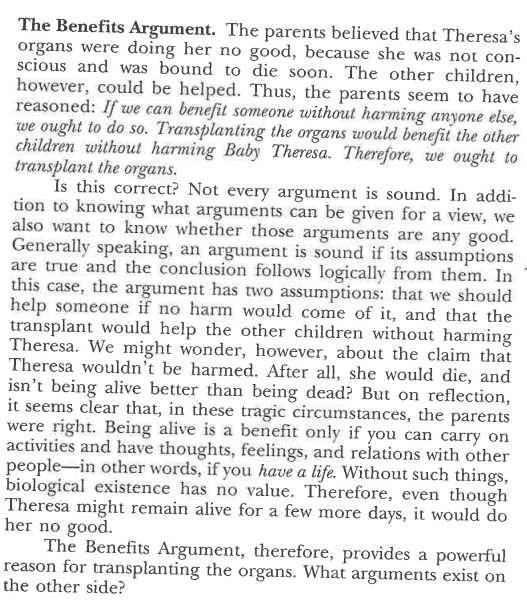 The Benefits Argument. The parents believed that Theresa's
organs were doing her no good, because she was not con-
scious and was bound to die soon. The other children,
however, could be helped. Thus, the parents seem to have
reasoned: If we can benefit someone without harming anyone else,
we ought to do so. Transplanting the organs would benefit the other
children without harming Baby Theresa. Therefore, we ought to
transplant the organs.
Is this correct? Not every argument is sound. In addi-
tion to knowing what arguments can be given for a view, we
also want to know whether those arguments are any good.
Generally speaking, an argument is sound if its assumptions
are true and the conclusion follows logically from them. In
this case, the argument has two assumptions: that we should
help someone if no harm would come of it, and that the
transplant would help the other children without harming
Theresa. We might wonder, however, about the claim that
Theresa wouldn't be harmed. After all, she would die, and
isn't being alive better than being dead? But on reflection,
it seems clear that, in these tragic circumstances, the parents
were right. Being alive is a benefit only if you can carry on
activities and have thoughts, feelings, and relations with other
people—in other words, if you have a life. Without such things,
biological existence has no value. Therefore, even though
Theresa might remain alive for a few more days, it would do
her no good.
The Benefits Argument, therefore, provides a powerful
reason for transplanting the organs. What arguments exist on
the other side?